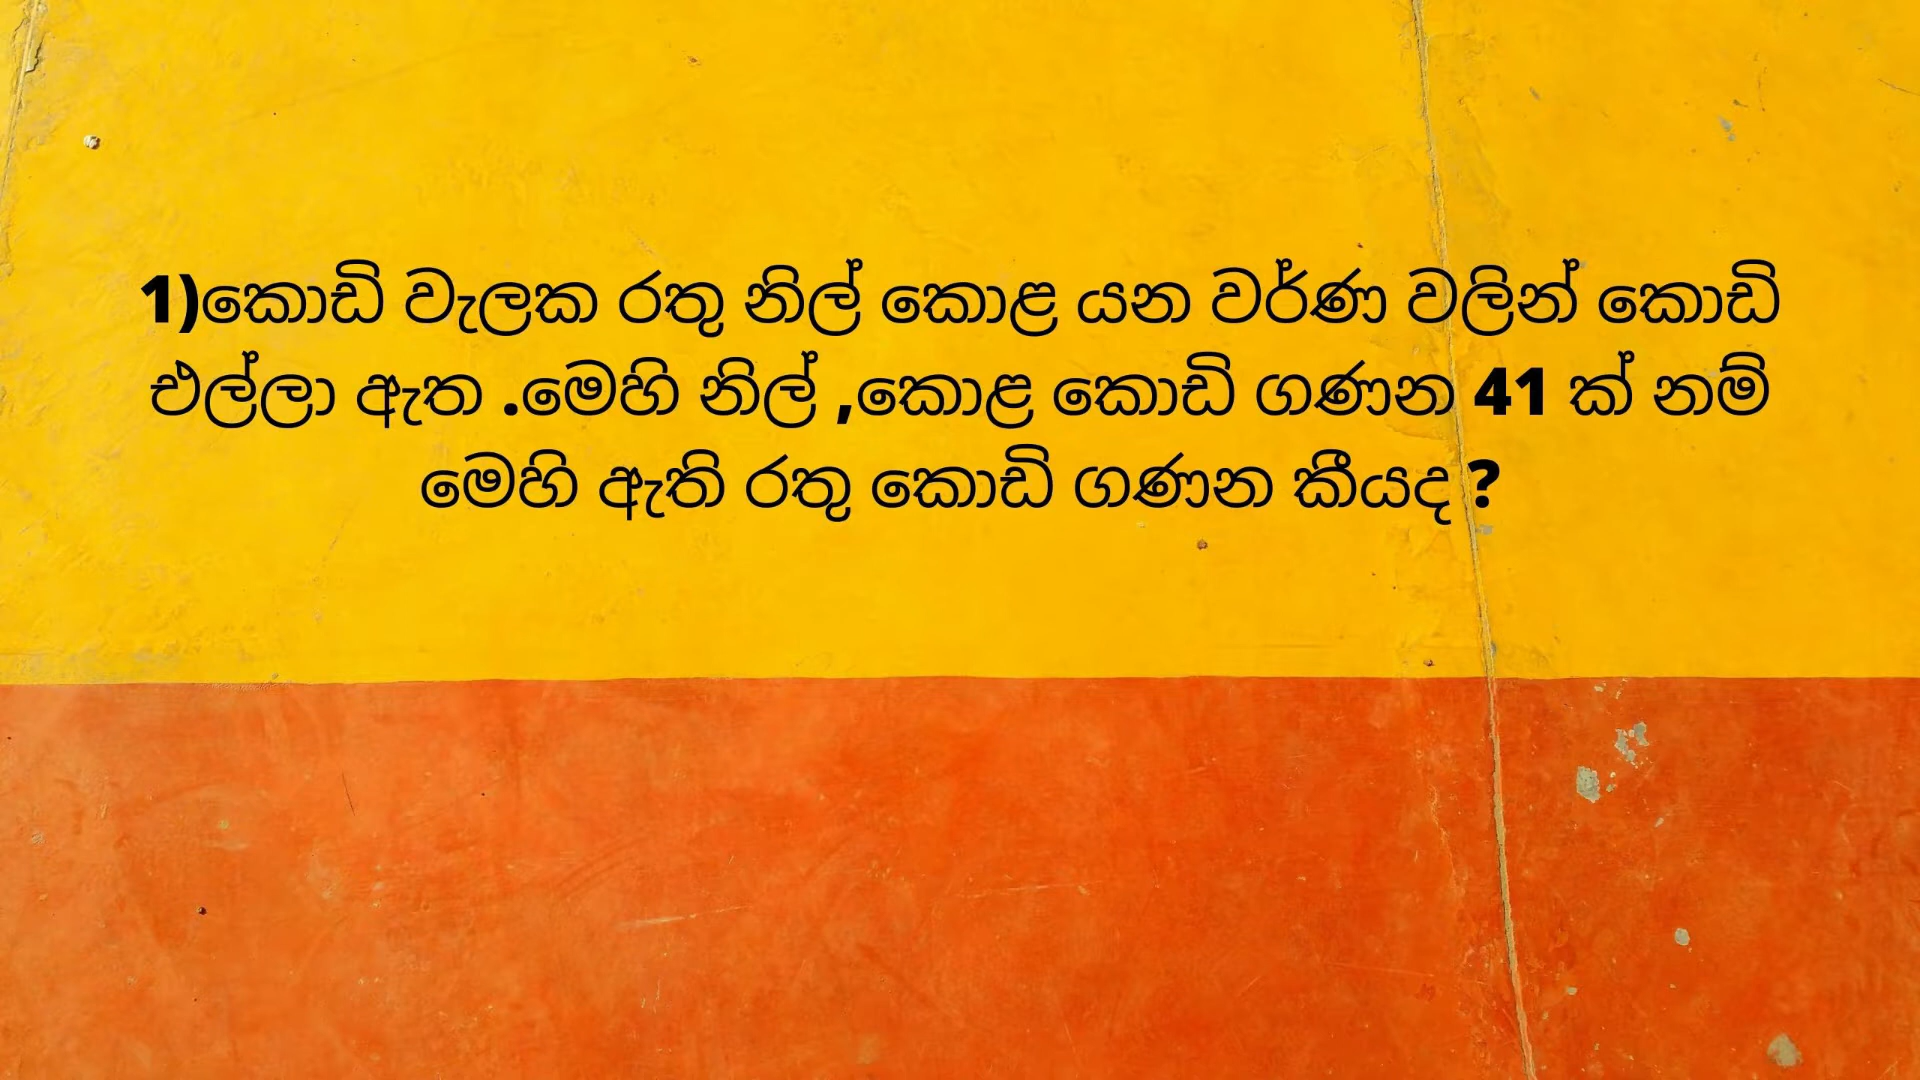 1)කොඩි වැලක රතු නිල් කොළ යන වර්ණ වලින් කොඩි
එල්ලා ඇත .මෙහි නිල් ,කොළ කොඩි ගණන 41 ක් නම්
මෙහි ඇති රතු කොඩි ගණන කීයද ?